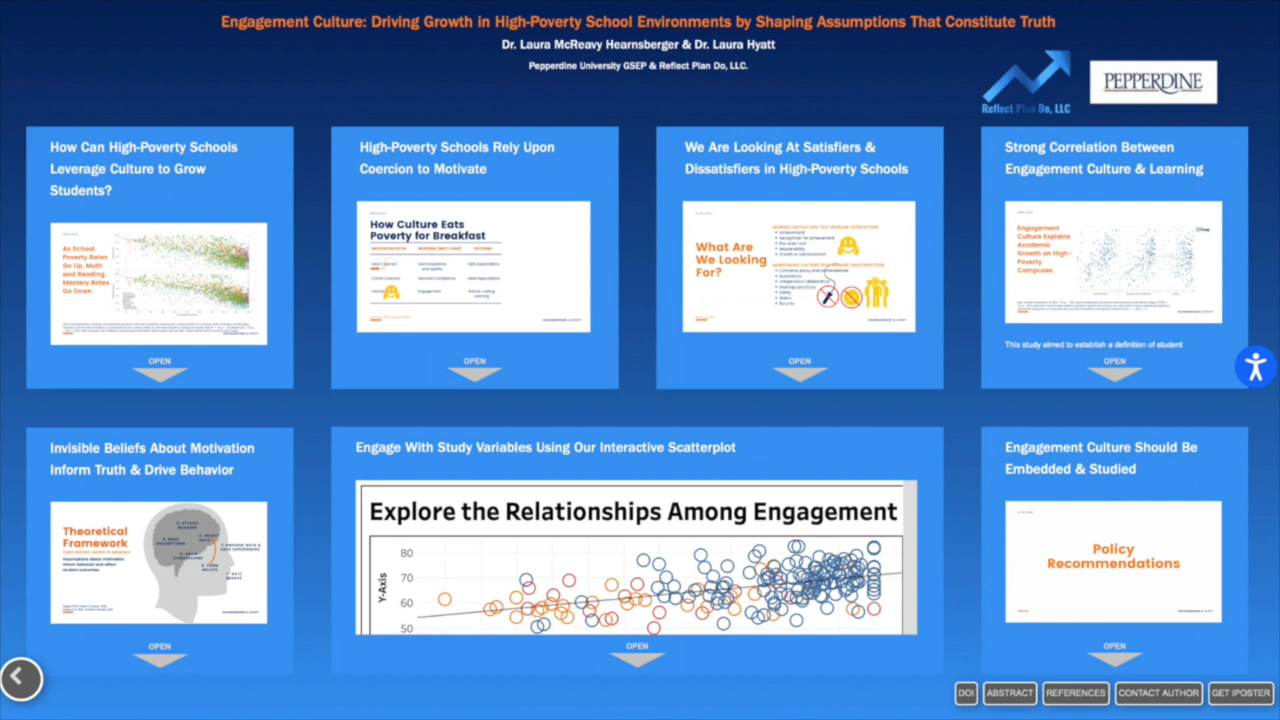 Engagement Culture: Driving Growth in High-Poverty School Environments by Shaping Assumptions That Constitute Truth
Dr. Laura McReavy Hearnsberger & Dr. Laura Hyatt
Pepperdine University GSEP & Reflect Plan Do, LLC.
Reflect Plan Do, LLC
PEPPERDINE
How Can High-Poverty Schools
Leverage Culture to Grow
Students?
As School
Poverty Rates
Go Up, Math
and Reading
Mastery Rates
Go Down
OPEN
High-Poverty Schools Rely Upon
Coercion to Motivate
How Culture Eats
Poverty for Breakfast
OUTCOME
Engagement
OPEN
We Are Looking At Satisfiers &
Dissatisfiers in High-Poverty Schools
What Are
We Looking
For?
OPEN
Strong Correlation Between
Engagement Culture & Learning
Engagement
Culture Explains
Academic
Growth on High-
Poverty
Campuses
This study aimed to establish a definition of student
OPEN
Invisible Beliefs About Motivation
Inform Truth & Drive Behavior
Theoretical
Framework
Assumptions about motivation
inform behavior and affect
student outcomes.
OPEN
Engage With Study Variables Using Our Interactive Scatterplot
Explore the Relationships Among Engagement
Y-Axis
80
70
60
50
OPEN
Engagement Culture Should Be
Embedded & Studied
Policy
Recommendations
OPEN
DOI
ABSTRACT
REFERENCES
CONTACT AUTHOR
GET IPOSTER